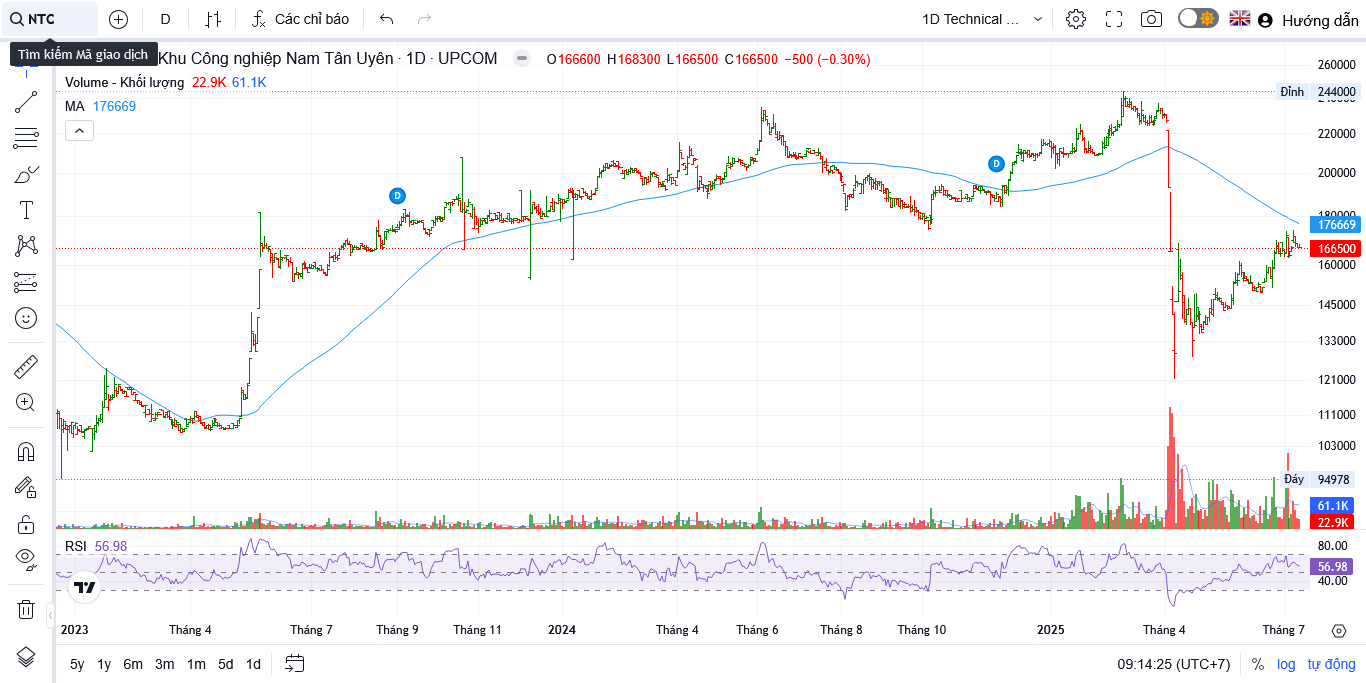 NTC
D
Các chỉ báo
1D Technical ...
Hướng dẫn
Tìm kiếm Mã giao dịch
Khu Công nghiệp Nam Tân Uyên · 1D · UPCOM
O166600 H168300 L166500 C166500 −500 (−0.30%)
Volume - Khối lượng 22.9K 61.1K
MA 176669
260000
Đỉnh 244000
240000
220000
D
200000
D
180000
176669
166500
160000
145000
133000
121000
111000
103000
Đáy 94978
61.1K
22.9K
RSI 56.98
80.00
56.98
40.00
2023 Tháng 4 Tháng 7 Tháng 9 Tháng 11 2024 Tháng 4 Tháng 6 Tháng 8 Tháng 10 2025 Tháng 4 Tháng 7
5y 1y 6m 3m 1m 5d 1d
09:14:25 (UTC+7) % log tự động